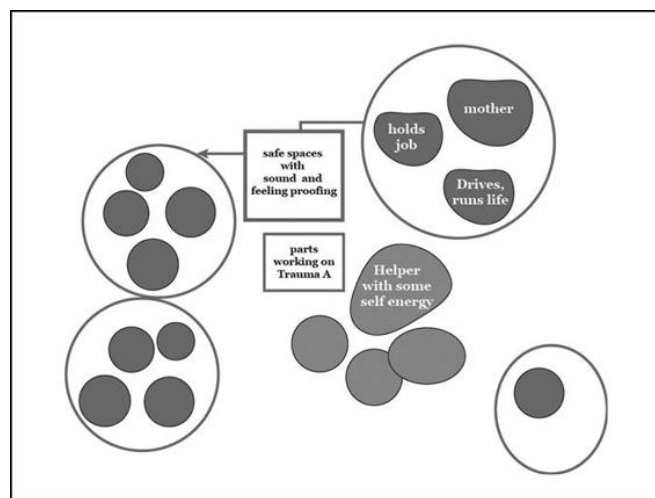 mother
holds
job
Drives,
runs life
safe spaces
with
sound and
feeling proofing
parts
working on
Trauma A
Helper
with some
self energy